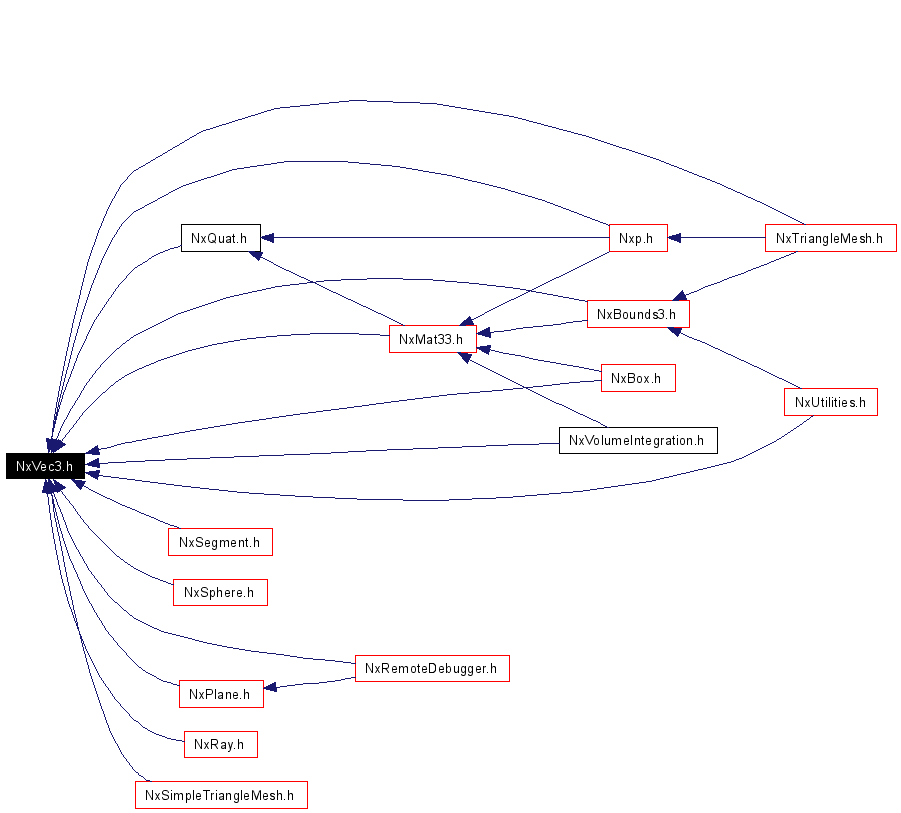 NxQuat.h
Nxp.h
NxTriangleMesh.h
NxBounds3.h
NxMat33.h
NxBox.h
NxUtilities.h
NxVolumeIntegration.h
NxVec3.h
NxSegment.h
NxSphere.h
NxRemoteDebugger.h
NxPlane.h
NxRay.h
NxSimpleTriangleMesh.h